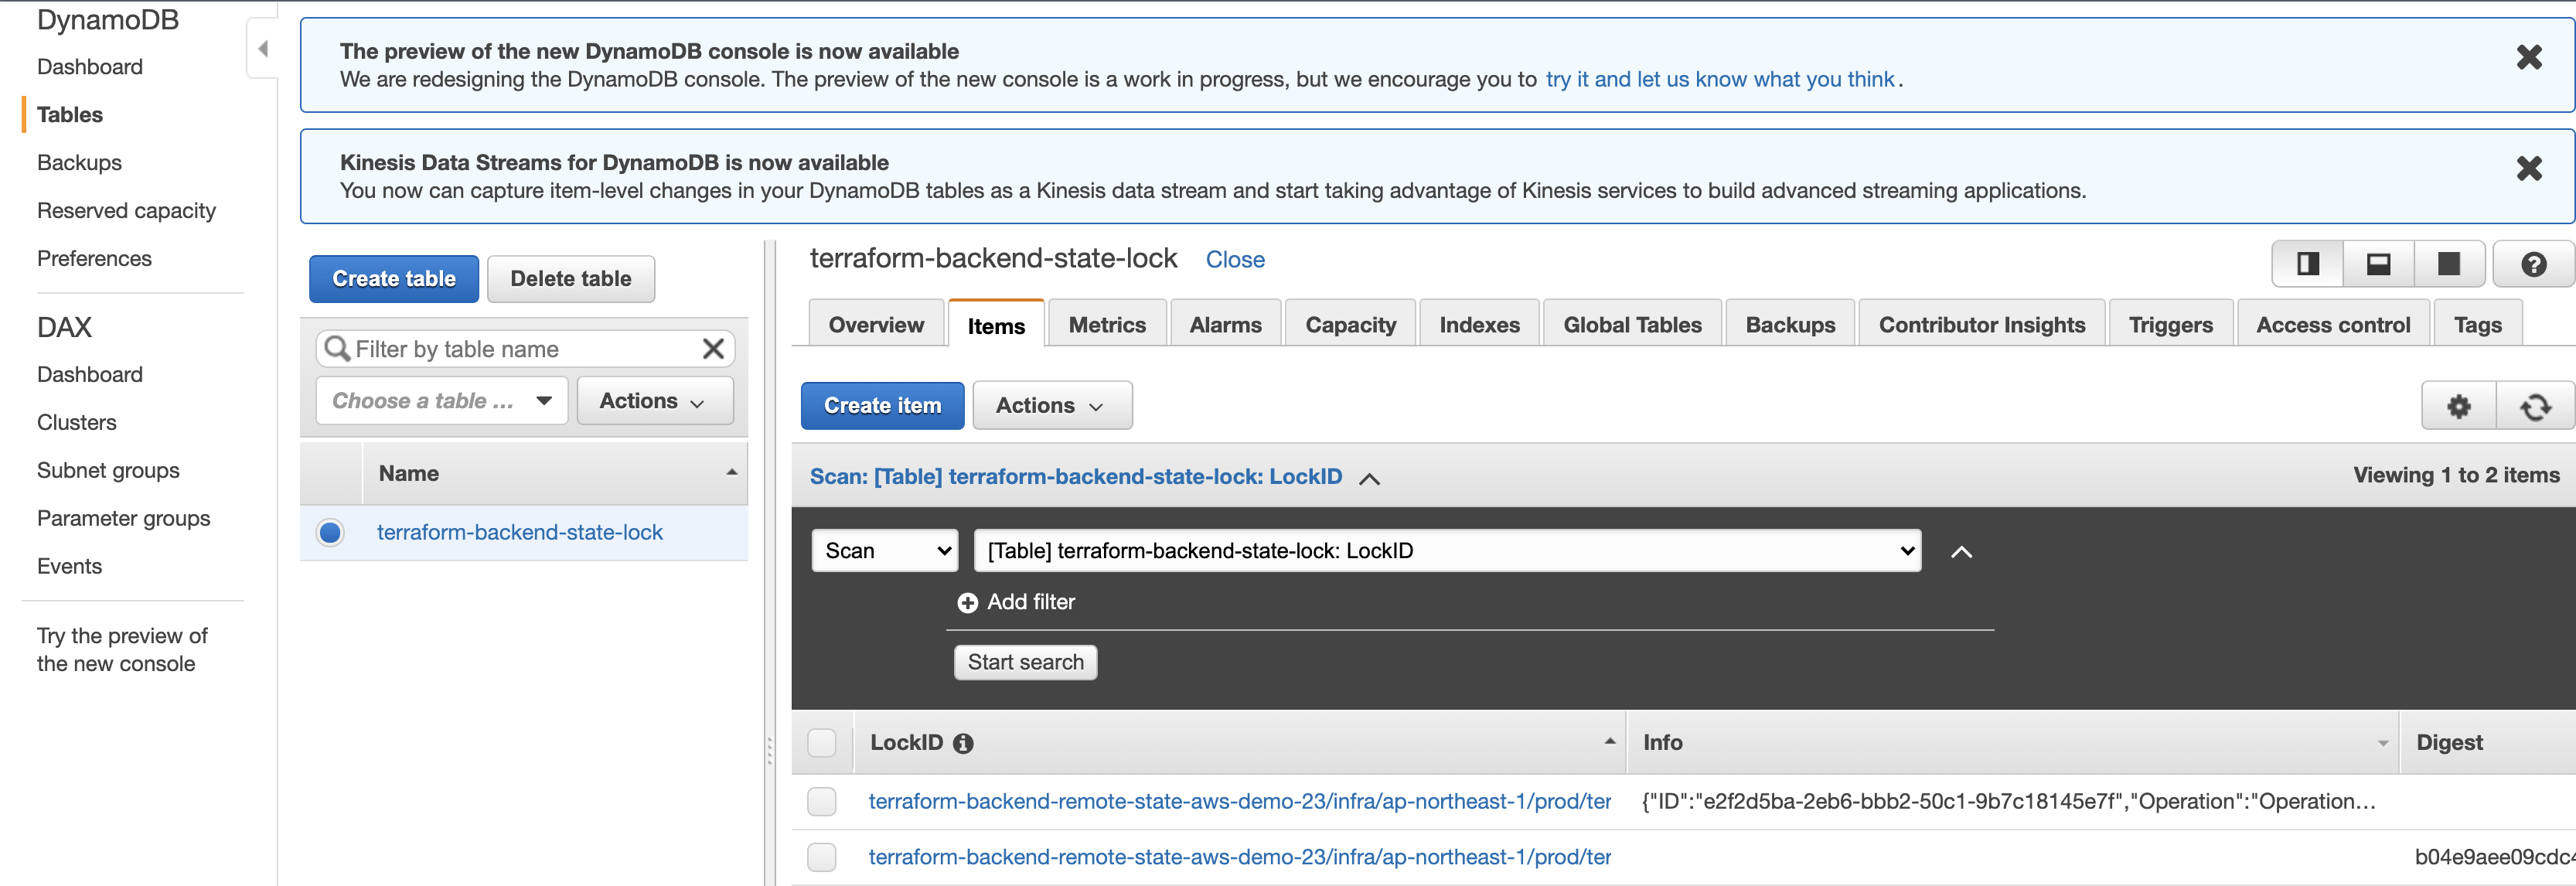 DynamoDB
Dashboard
Tables
Backups
Reserved capacity
Preferences
DAX
Dashboard
Clusters
Subnet groups
Parameter groups
Events
Try the preview of
the new console
The preview of the new DynamoDB console is now available
We are redesigning the DynamoDB console. The preview of the new console is a work in progress, but we encourage you to try it and let us know what you think.
Kinesis Data Streams for DynamoDB is now available
You now can capture item-level changes in your DynamoDB tables as a Kinesis data stream and start taking advantage of Kinesis services to build advanced streaming applications.
Create table Delete table
Filter by table name
Choose a table ... Actions
Name
terraform-backend-state-lock
terraform-backend-state-lock Close
Overview Items Metrics Alarms Capacity Indexes Global Tables Backups Contributor Insights Triggers Access control Tags
Create item Actions
Scan: [Table] terraform-backend-state-lock: LockID Viewing 1 to 2 items
Scan [Table] terraform-backend-state-lock: LockID
Add filter
Start search
LockID Info Digest
terraform-backend-remote-state-aws-demo-23/infra/ap-northeast-1/prod/ter {"ID":"e2f2d5ba-2eb6-bbb2-50c1-9b7c18145e7f","Operation":"Operation...
terraform-backend-remote-state-aws-demo-23/infra/ap-northeast-1/prod/ter b04e9aee09cdc4